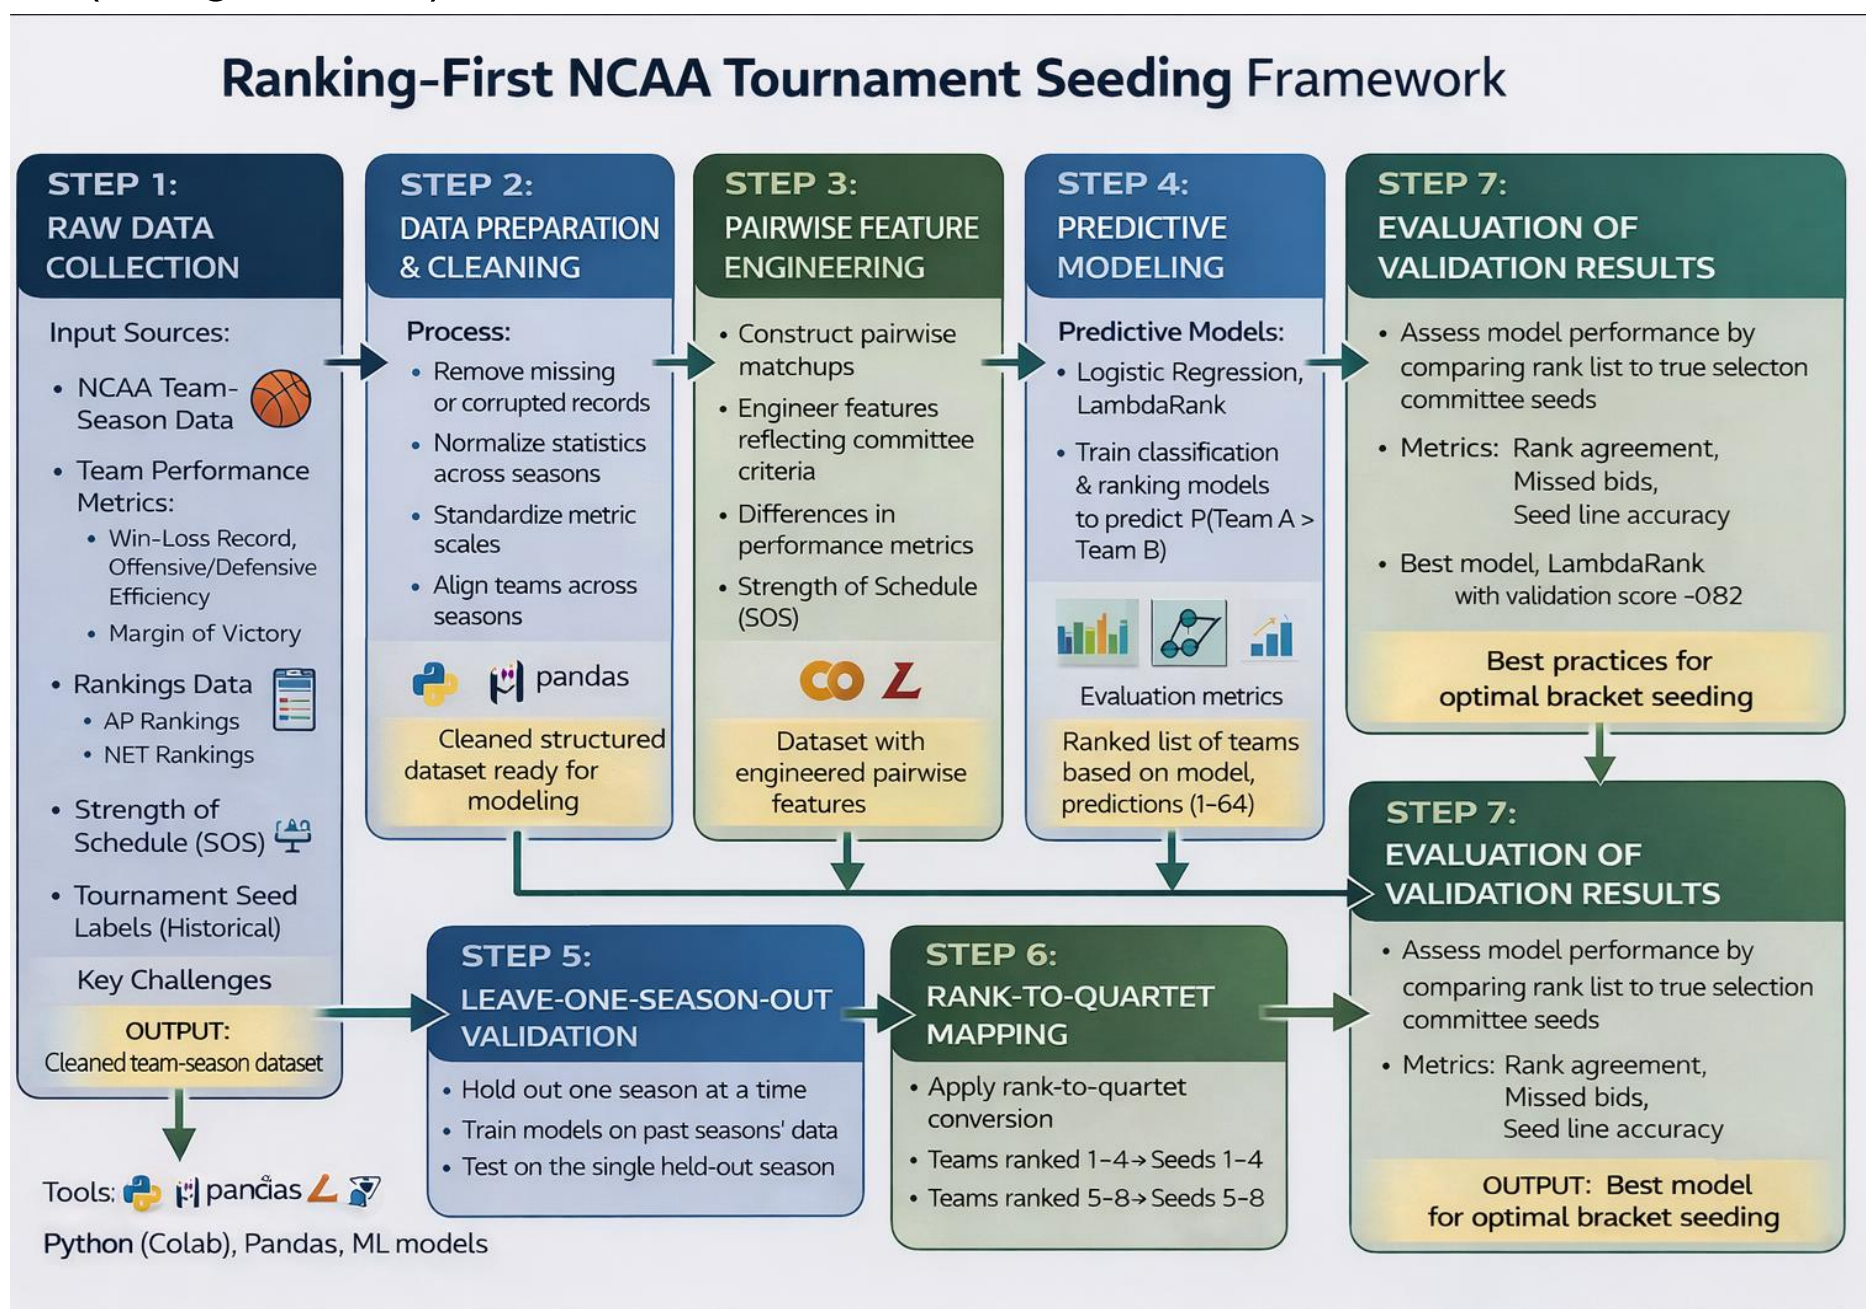 Ranking-First NCAA Tournament Seeding Framework
STEP 1:
RAW DATA
COLLECTION
Input Sources:
• NCAA Team-
Season Data
• Team Performance
Metrics:
• Win-Loss Record,
Offensive/Defensive
Efficiency
• Margin of Victory
• Rankings Data
• AP Rankings
• NET Rankings
• Strength of
Schedule (SOS)
• Tournament Seed
Labels (Historical)
Key Challenges
OUTPUT:
Cleaned team-season dataset
Tools:
pancias
Python (Colab), Pandas, ML models
STEP 2:
DATA PREPARATION
& CLEANING
Process:
• Remove missing
or corrupted records
• Normalize statistics
across seasons
• Standardize metric
scales
• Align teams across
seasons
pandas
Cleaned structured
dataset ready for
modeling
STEP 3:
PAIRWISE FEATURE
ENGINEERING
• Construct pairwise
matchups
• Engineer features
reflecting committee
criteria
• Differences in
performance metrics
• Strength of Schedule
(SOS)
CO L
Dataset with
engineered pairwise
features
STEP 4:
PREDICTIVE
MODELING
Predictive Models:
• Logistic Regression,
LambdaRank
• Train classification
& ranking models
to predict P(Team A >
Team B)
Evaluation metrics
Ranked list of teams
based on model,
predictions (1–64)
STEP 5:
LEAVE-ONE-SEASON-OUT
VALIDATION
• Hold out one season at a time
• Train models on past seasons' data
• Test on the single held-out season
STEP 6:
RANK-TO-QUARTET
MAPPING
• Apply rank-to-quartet
conversion
• Teams ranked 1–4→ Seeds 1–4
• Teams ranked 5–8→ Seeds 5–8
STEP 7:
EVALUATION OF
VALIDATION RESULTS
• Assess model performance by
comparing rank list to true selecton
committee seeds
• Metrics: Rank agreement,
Missed bids,
Seed line accuracy
• Best model, LambdaRank
with validation score –082
Best practices for
optimal bracket seeding
STEP 7:
EVALUATION OF
VALIDATION RESULTS
• Assess model performance by
comparing rank list to true selection
committee seeds
• Metrics: Rank agreement,
Missed bids,
Seed line accuracy
OUTPUT: Best model
for optimal bracket seeding